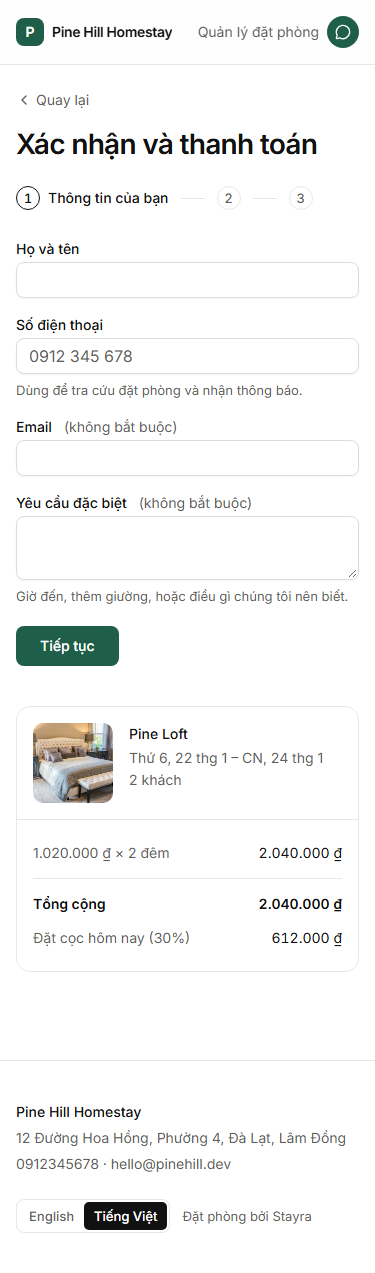 P Pine Hill Homestay Quản lý đặt phòng
Quay lại
Xác nhận và thanh toán
1 Thông tin của bạn 2 3
Họ và tên
Số điện thoại
0912 345 678
Dùng để tra cứu đặt phòng và nhận thông báo.
Email (không bắt buộc)
Yêu cầu đặc biệt (không bắt buộc)
Giờ đến, thêm giường, hoặc điều gì chúng tôi nên biết.
Tiếp tục
Pine Loft
Thứ 6, 22 thg 1 – CN, 24 thg 1
2 khách
1.020.000 ₫ × 2 đêm 2.040.000 ₫
Tổng cộng 2.040.000 ₫
Đặt cọc hôm nay (30%) 612.000 ₫
Pine Hill Homestay
12 Đường Hoa Hồng, Phường 4, Đà Lạt, Lâm Đồng
0912345678 · hello@pinehill.dev
English Tiếng Việt Đặt phòng bởi Stayra